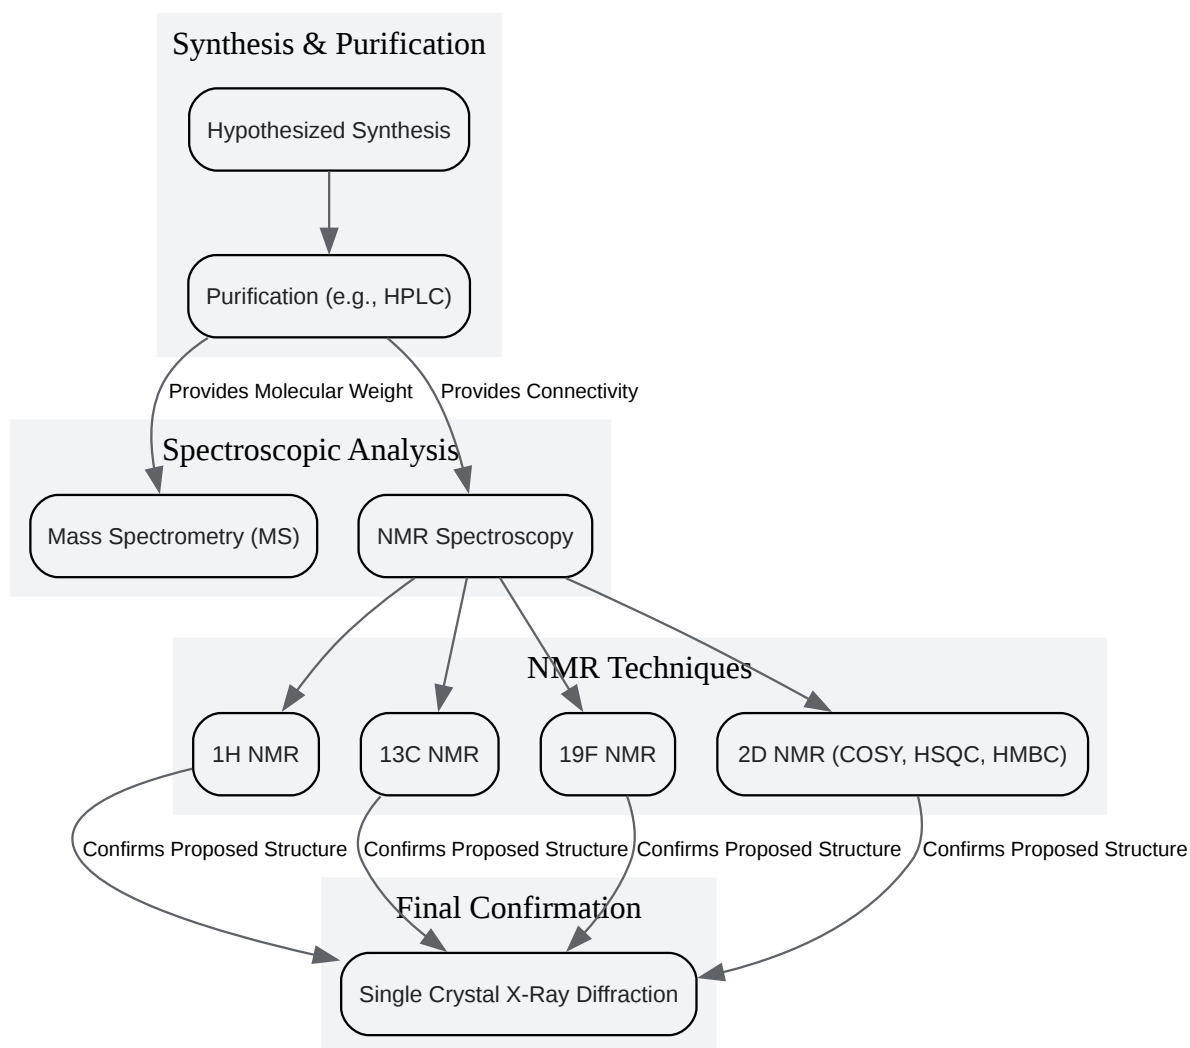 Synthesis & Purification
Hypothesized Synthesis
Purification (e.g., HPLC)
Provides Molecular Weight
Provides Connectivity
Spectroscopic Analysis
Mass Spectrometry (MS)
NMR Spectroscopy
NMR Techniques
1H NMR
13C NMR
19F NMR
2D NMR (COSY, HSQC, HMBC)
Confirms Proposed Structure
Confirms Proposed Structure
Confirms Proposed Structure
Confirms Proposed Structure
Final Confirmation
Single Crystal X-Ray Diffraction